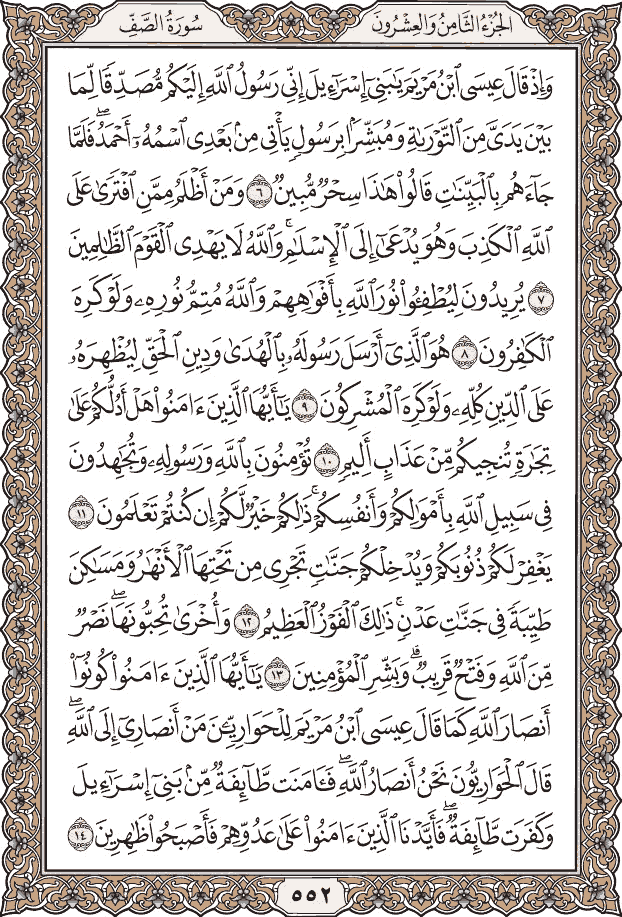 الجُزْءُ الثَّامِنُ وَالعِشْرُونَ
سُورَةُ الصَّفِّ
وَإِذْ قَالَ عِيسَى ٱبْنُ مَرْيَمَ يَٰبَنِىٓ إِسْرَٰٓءِيلَ إِنِّى رَسُولُ ٱللَّهِ إِلَيْكُم مُّصَدِّقًا لِّمَا
بَيْنَ يَدَىَّ مِنَ ٱلتَّوْرَىٰةِ وَمُبَشِّرًۢا بِرَسُولٍ يَأْتِى مِنۢ بَعْدِى ٱسْمُهُۥٓ أَحْمَدُ ۖ فَلَمَّا
جَآءَهُم بِٱلْبَيِّنَٰتِ قَالُوا۟ هَٰذَا سِحْرٌ مُّبِينٌ ٦ وَمَنْ أَظْلَمُ مِمَّنِ ٱفْتَرَىٰ عَلَى
ٱللَّهِ ٱلْكَذِبَ وَهُوَ يُدْعَىٰٓ إِلَى ٱلْإِسْلَٰمِ ۚ وَٱللَّهُ لَا يَهْدِى ٱلْقَوْمَ ٱلظَّٰلِمِينَ
٧ يُرِيدُونَ لِيُطْفِـُٔوا۟ نُورَ ٱللَّهِ بِأَفْوَٰهِهِمْ وَٱللَّهُ مُتِمُّ نُورِهِۦ وَلَوْ كَرِهَ
ٱلْكَٰفِرُونَ ٨ هُوَ ٱلَّذِىٓ أَرْسَلَ رَسُولَهُۥ بِٱلْهُدَىٰ وَدِينِ ٱلْحَقِّ لِيُظْهِرَهُۥ
عَلَى ٱلدِّينِ كُلِّهِۦ وَلَوْ كَرِهَ ٱلْمُشْرِكُونَ ٩ يَٰٓأَيُّهَا ٱلَّذِينَ ءَامَنُوا۟ هَلْ أَدُلُّكُمْ عَلَىٰ
تِجَٰرَةٍ تُنجِيكُم مِّنْ عَذَابٍ أَلِيمٍ ١٠ تُؤْمِنُونَ بِٱللَّهِ وَرَسُولِهِۦ وَتُجَٰهِدُونَ
فِى سَبِيلِ ٱللَّهِ بِأَمْوَٰلِكُمْ وَأَنفُسِكُمْ ۚ ذَٰلِكُمْ خَيْرٌ لَّكُمْ إِن كُنتُمْ تَعْلَمُونَ ١١
يَغْفِرْ لَكُمْ ذُنُوبَكُمْ وَيُدْخِلْكُمْ جَنَّٰتٍ تَجْرِى مِن تَحْتِهَا ٱلْأَنْهَٰرُ وَمَسَٰكِنَ
طَيِّبَةً فِى جَنَّٰتِ عَدْنٍ ۚ ذَٰلِكَ ٱلْفَوْزُ ٱلْعَظِيمُ ١٢ وَأُخْرَىٰ تُحِبُّونَهَا ۖ نَصْرٌ
مِّنَ ٱللَّهِ وَفَتْحٌ قَرِيبٌ ۗ وَبَشِّرِ ٱلْمُؤْمِنِينَ ١٣ يَٰٓأَيُّهَا ٱلَّذِينَ ءَامَنُوا۟ كُونُوٓا۟
أَنصَارَ ٱللَّهِ كَمَا قَالَ عِيسَى ٱبْنُ مَرْيَمَ لِلْحَوَارِيِّـۧنَ مَنْ أَنصَارِىٓ إِلَى ٱللَّهِ ۖ
قَالَ ٱلْحَوَارِيُّونَ نَحْنُ أَنصَارُ ٱللَّهِ ۖ فَـَٔامَنَت طَّآئِفَةٌ مِّنۢ بَنِىٓ إِسْرَٰٓءِيلَ
وَكَفَرَت طَّآئِفَةٌ ۖ فَأَيَّدْنَا ٱلَّذِينَ ءَامَنُوا۟ عَلَىٰ عَدُوِّهِمْ فَأَصْبَحُوا۟ ظَٰهِرِينَ ١٤
٥٥٢